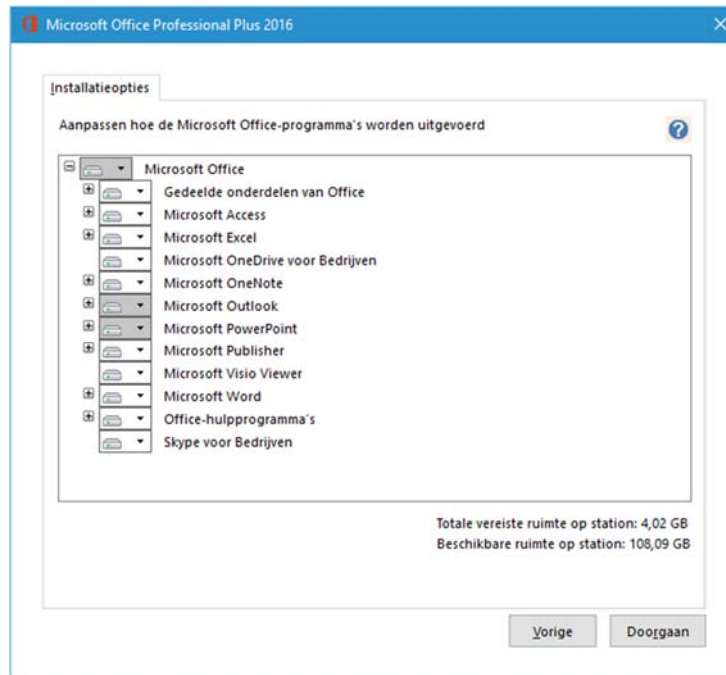 Microsoft Office Professional Plus 2016
Installatieopties
Aanpassen hoe de Microsoft Office-programma's worden uitgevoerd
Microsoft Office
Gedeelde onderdelen van Office
Microsoft Access
Microsoft Excel
Microsoft OneDrive voor Bedrijven
Microsoft OneNote
Microsoft Outlook
Microsoft PowerPoint
Microsoft Publisher
Microsoft Visio Viewer
Microsoft Word
Office-hulpprogramma's
Skype voor Bedrijven
Totale vereiste ruimte op station: 4,02 GB
Beschikbare ruimte op station: 108,09 GB
Vorige Doorgaan